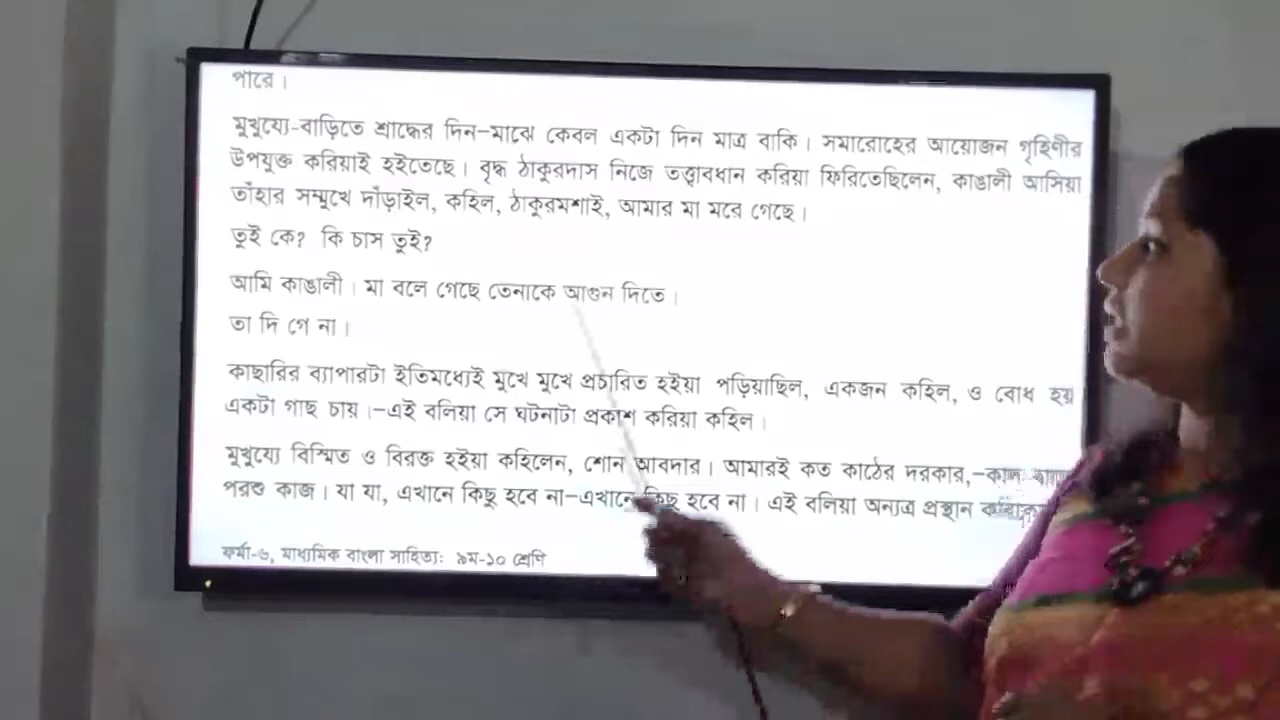 পারে।
মুখুয্যে-বাড়িতে শ্রাদ্ধের দিন–মাঝে কেবল একটা দিন মাত্র বাকি। সমারোহের আয়োজন গৃহিণীর
উপযুক্ত করিয়াই হইতেছে। বৃদ্ধ ঠাকুরদাস নিজে তত্ত্বাবধান করিয়া ফিরিতেছিলেন, কাঙালী আসিয়া
তাঁহার সম্মুখে দাঁড়াইল, কহিল, ঠাকুরমশাই, আমার মা মরে গেছে।
তুই কে? কি চাস তুই?
আমি কাঙালী। মা বলে গেছে তেনাকে আগুন দিতে।
তা দি গে না।
কাছারির ব্যাপারটা ইতিমধ্যেই মুখে মুখে প্রচারিত হইয়া পড়িয়াছিল, একজন কহিল, ও বোধ হয়
একটা গাছ চায়।–এই বলিয়া সে ঘটনাটা প্রকাশ করিয়া কহিল।
মুখুয্যে বিস্মিত ও বিরক্ত হইয়া কহিলেন, শোন আবদার। আমারই কত কাঠের দরকার,–কাল
পরশু কাজ। যা যা, এখানে কিছু হবে না–এখানে কিছু হবে না। এই বলিয়া অন্যত্র প্রস্থান
ফর্মা-৬, মাধ্যমিক বাংলা সাহিত্য: ৯ম-১০ শ্রেণি